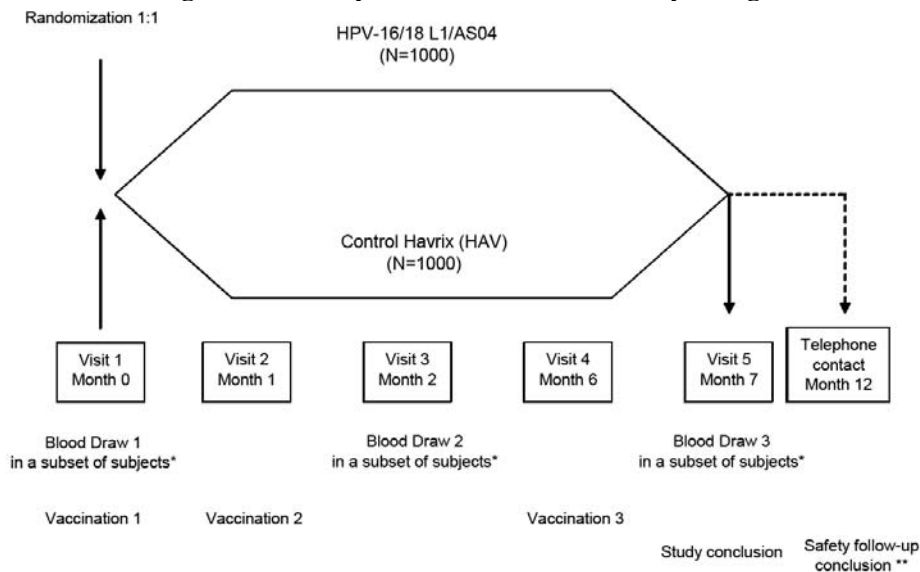 Randomization 1:1
HPV-16/18 L1/AS04
(N=1000)
Control Havrix (HAV)
(N=1000)
Visit 1
Month 0
Visit 2
Month 1
Visit 3
Month 2
Visit 4
Month 6
Visit 5
Month 7
Telephone
contact
Month 12
Blood Draw 1
in a subset of subjects*
Blood Draw 2
in a subset of subjects*
Blood Draw 3
in a subset of subjects*
Vaccination 1
Vaccination 2
Vaccination 3
Study conclusion
Safety follow-up
conclusion **